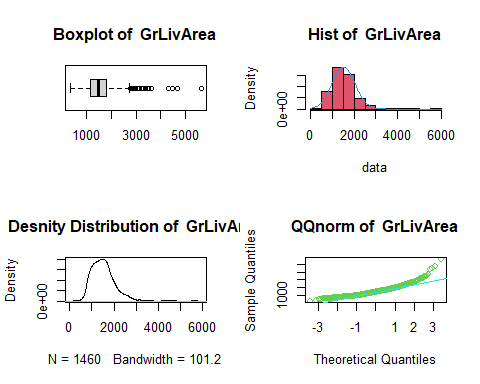 Boxplot of GrLivArea
1000 3000 5000
Hist of GrLivArea
Density
0e+00
0 2000 4000 6000
data
Desnity Distribution of GrLivAr
Density
0e+00
0 2000 4000 6000
N = 1460 Bandwidth = 101.2
QQnorm of GrLivArea
Sample Quantiles
1000
-3 -1 1 2 3
Theoretical Quantiles